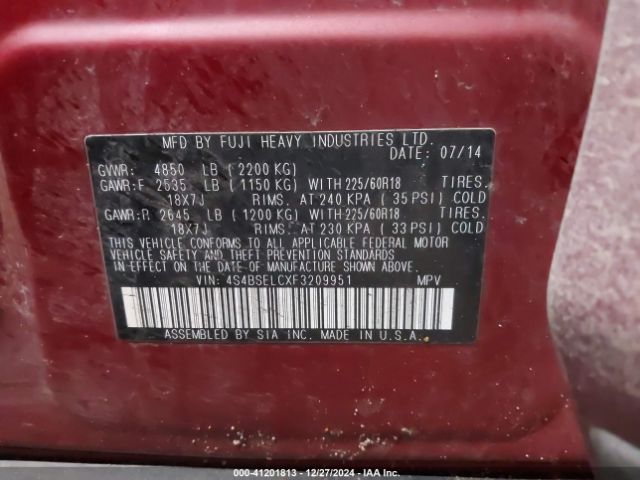 MFD BY FUJI HEAVY INDUSTRIES LTD.
DATE: 07/14
GVWR: 4850 LB (2200 KG)
GAWR:F 2535 LB (1150 KG) WITH 225/60R18 TIRES.
18X7J RIMS. AT 240 KPA (35 PSI) COLD
GAWR:R 2645 LB (1200 KG) WITH 225/60R18 TIRES.
18X7J RIMS. AT 230 KPA (33 PSI) COLD
THIS VEHICLE CONFORMS TO ALL APPLICABLE FEDERAL MOTOR
VEHICLE SAFETY AND THEFT PREVENTION STANDARDS
IN EFFECT ON THE DATE OF MANUFACTURE SHOWN ABOVE.
VIN: 4S4BSELCXF3209951 MPV
ASSEMBLED BY SIA INC. MADE IN U.S.A.
000-41201813 - 12/27/2024 - IAA Inc.